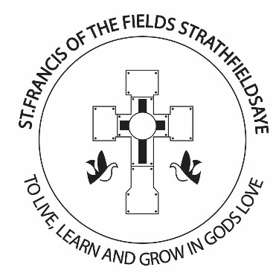 ST.FRANCIS OF THE FIELDS STRATHFIELDSAYE
TO LIVE, LEARN AND GROW IN GODS LOVE